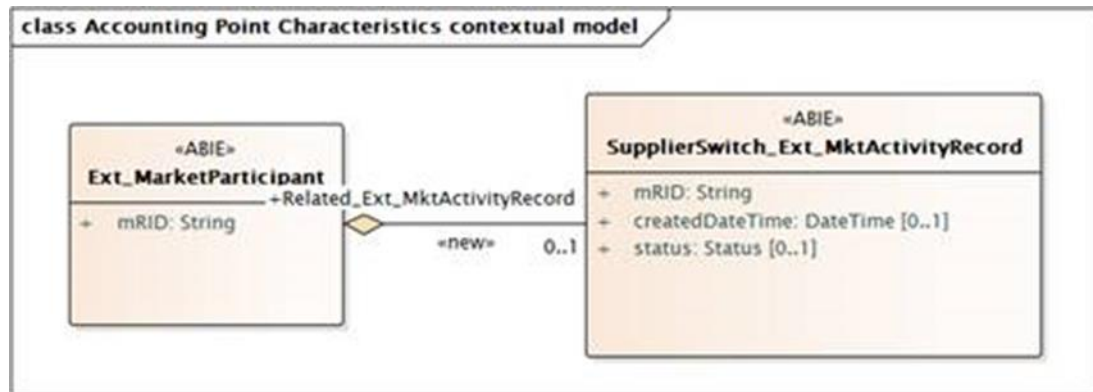 class Accounting Point Characteristics contextual model
«ABIE»
Ext_MarketParticipant
+ mRID: String
+Related_Ext_MktActivityRecord
«new»
0..1
«ABIE»
SupplierSwitch_Ext_MktActivityRecord
+ mRID: String
+ createdDateTime: DateTime [0..1]
+ status: Status [0..1]